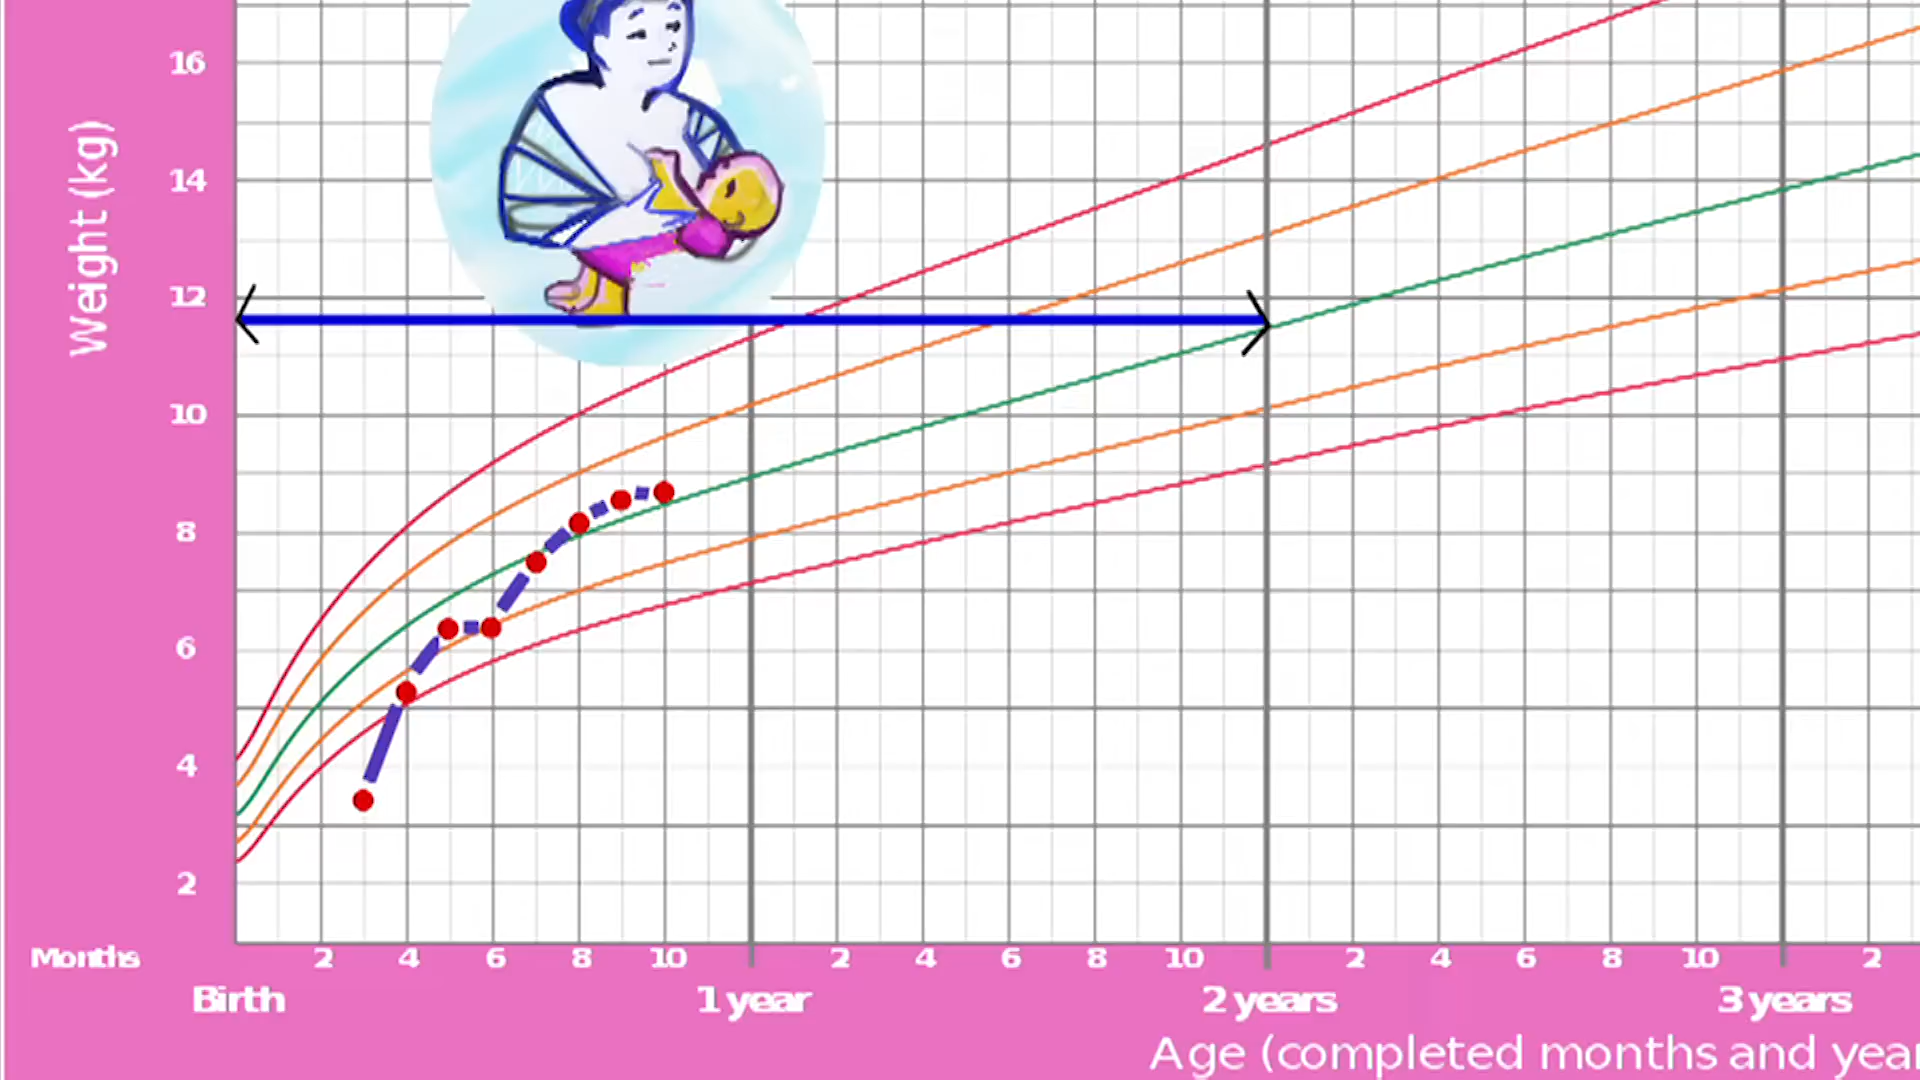 Weight (kg)
16
14
12
10
8
6
4
2
Months 2 4 6 8 10 2 4 6 8 10 2 4 6 8 10 2
Birth 1 year 2 years 3 years
Age (completed months and